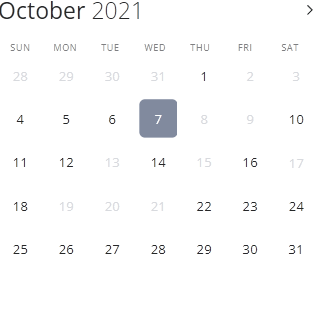 October 2021
SUN MON TUE WED THU FRI SAT
28 29 30 31 1 2 3
4 5 6 7 8 9 10
11 12 13 14 15 16 17
18 19 20 21 22 23 24
25 26 27 28 29 30 31